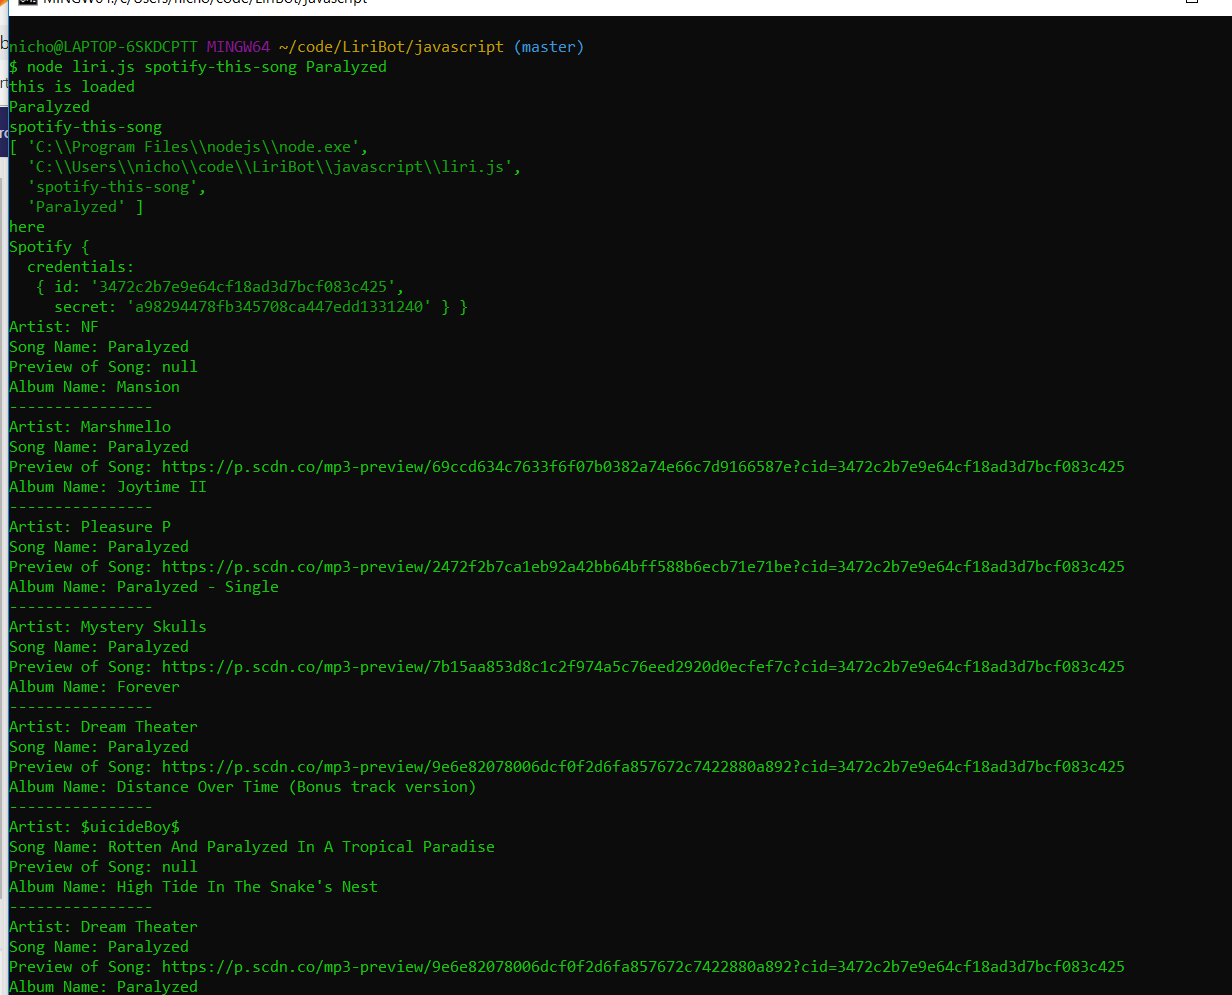 MINGW64:/c/Users/nicho/code/LiriBot/javascript
nicho@LAPTOP-6SKDCPTT MINGW64 ~/code/LiriBot/javascript (master)
$ node liri.js spotify-this-song Paralyzed
this is loaded
Paralyzed
spotify-this-song
[ 'C:\\Program Files\\nodejs\\node.exe',
  'C:\\Users\\nicho\\code\\LiriBot\\javascript\\liri.js',
  'spotify-this-song',
  'Paralyzed' ]
here
Spotify {
  credentials:
   { id: '3472c2b7e9e64cf18ad3d7bcf083c425',
     secret: 'a98294478fb345708ca447edd1331240' } }
Artist: NF
Song Name: Paralyzed
Preview of Song: null
Album Name: Mansion
----------------
Artist: Marshmello
Song Name: Paralyzed
Preview of Song: https://p.scdn.co/mp3-preview/69ccd634c7633f6f07b0382a74e66c7d9166587e?cid=3472c2b7e9e64cf18ad3d7bcf083c425
Album Name: Joytime II
----------------
Artist: Pleasure P
Song Name: Paralyzed
Preview of Song: https://p.scdn.co/mp3-preview/2472f2b7ca1eb92a42bb64bff588b6ecb71e71be?cid=3472c2b7e9e64cf18ad3d7bcf083c425
Album Name: Paralyzed - Single
----------------
Artist: Mystery Skulls
Song Name: Paralyzed
Preview of Song: https://p.scdn.co/mp3-preview/7b15aa853d8c1c2f974a5c76eed2920d0ecfef7c?cid=3472c2b7e9e64cf18ad3d7bcf083c425
Album Name: Forever
----------------
Artist: Dream Theater
Song Name: Paralyzed
Preview of Song: https://p.scdn.co/mp3-preview/9e6e82078006dcf0f2d6fa857672c7422880a892?cid=3472c2b7e9e64cf18ad3d7bcf083c425
Album Name: Distance Over Time (Bonus track version)
----------------
Artist: $uicideBoy$
Song Name: Rotten And Paralyzed In A Tropical Paradise
Preview of Song: null
Album Name: High Tide In The Snake's Nest
----------------
Artist: Dream Theater
Song Name: Paralyzed
Preview of Song: https://p.scdn.co/mp3-preview/9e6e82078006dcf0f2d6fa857672c7422880a892?cid=3472c2b7e9e64cf18ad3d7bcf083c425
Album Name: Paralyzed